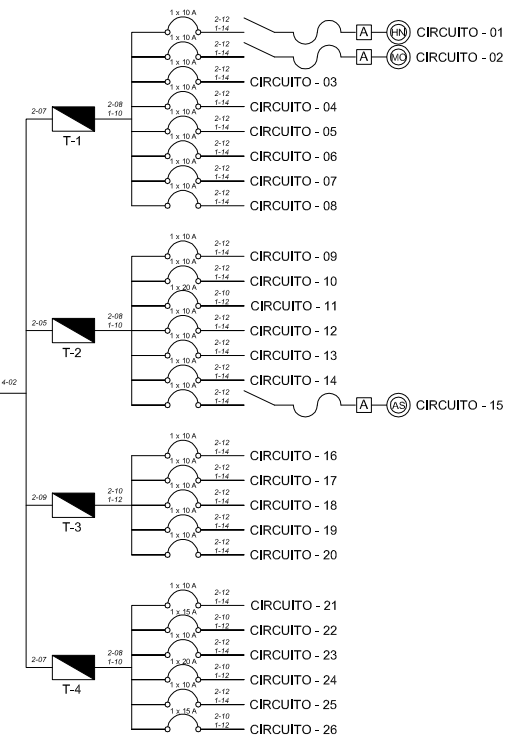 1 x 10 A 2-12 1-14 A HN CIRCUITO - 01
1 x 10 A 2-12 1-14 A MO CIRCUITO - 02
1 x 10 A 2-12 1-14 CIRCUITO - 03
1 x 10 A 2-12 1-14 CIRCUITO - 04
2-07 T-1 2-08 1-10
1 x 10 A 2-12 1-14 CIRCUITO - 05
1 x 10 A 2-12 1-14 CIRCUITO - 06
1 x 10 A 2-12 1-14 CIRCUITO - 07
1 x 10 A 2-12 1-14 CIRCUITO - 08
1 x 10 A 2-12 1-14 CIRCUITO - 09
1 x 10 A 2-12 1-14 CIRCUITO - 10
1 x 20 A 2-10 1-12 CIRCUITO - 11
2-05 T-2 2-08 1-10
1 x 10 A 2-12 1-14 CIRCUITO - 12
1 x 10 A 2-12 1-14 CIRCUITO - 13
1 x 10 A 2-12 1-14 CIRCUITO - 14
4-02
1 x 10 A 2-12 1-14 A AS CIRCUITO - 15
1 x 10 A 2-12 1-14 CIRCUITO - 16
1 x 10 A 2-12 1-14 CIRCUITO - 17
2-09 T-3 2-10 1-12
1 x 10 A 2-12 1-14 CIRCUITO - 18
1 x 10 A 2-12 1-14 CIRCUITO - 19
1 x 10 A 2-12 1-14 CIRCUITO - 20
1 x 10 A 2-12 1-14 CIRCUITO - 21
1 x 15 A 2-10 1-12 CIRCUITO - 22
1 x 10 A 2-12 1-14 CIRCUITO - 23
2-07 T-4 2-08 1-10
1 x 20 A 2-10 1-12 CIRCUITO - 24
1 x 10 A 2-12 1-14 CIRCUITO - 25
1 x 15 A 2-10 1-12 CIRCUITO - 26